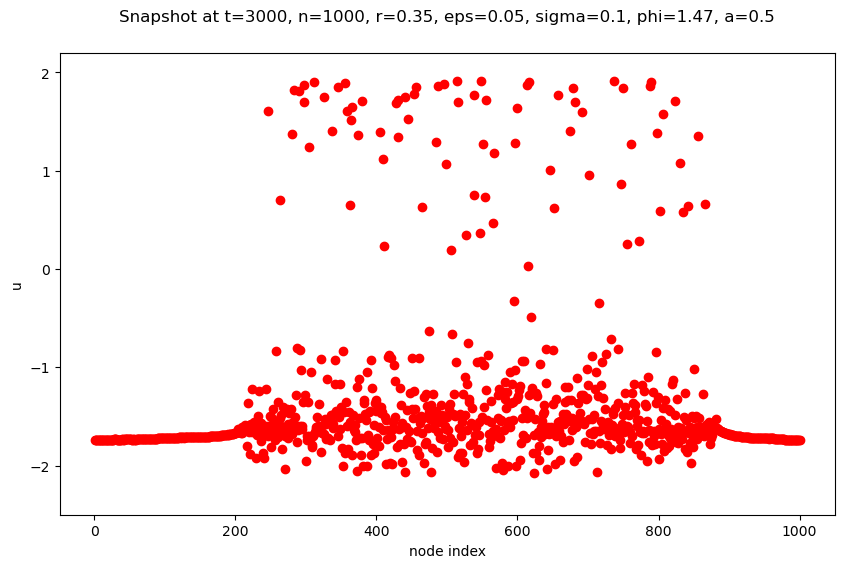 Snapshot at t=3000, n=1000, r=0.35, eps=0.05, sigma=0.1, phi=1.47, a=0.5
2
1
0
−1
−2
u
0 200 400 600 800 1000
node index